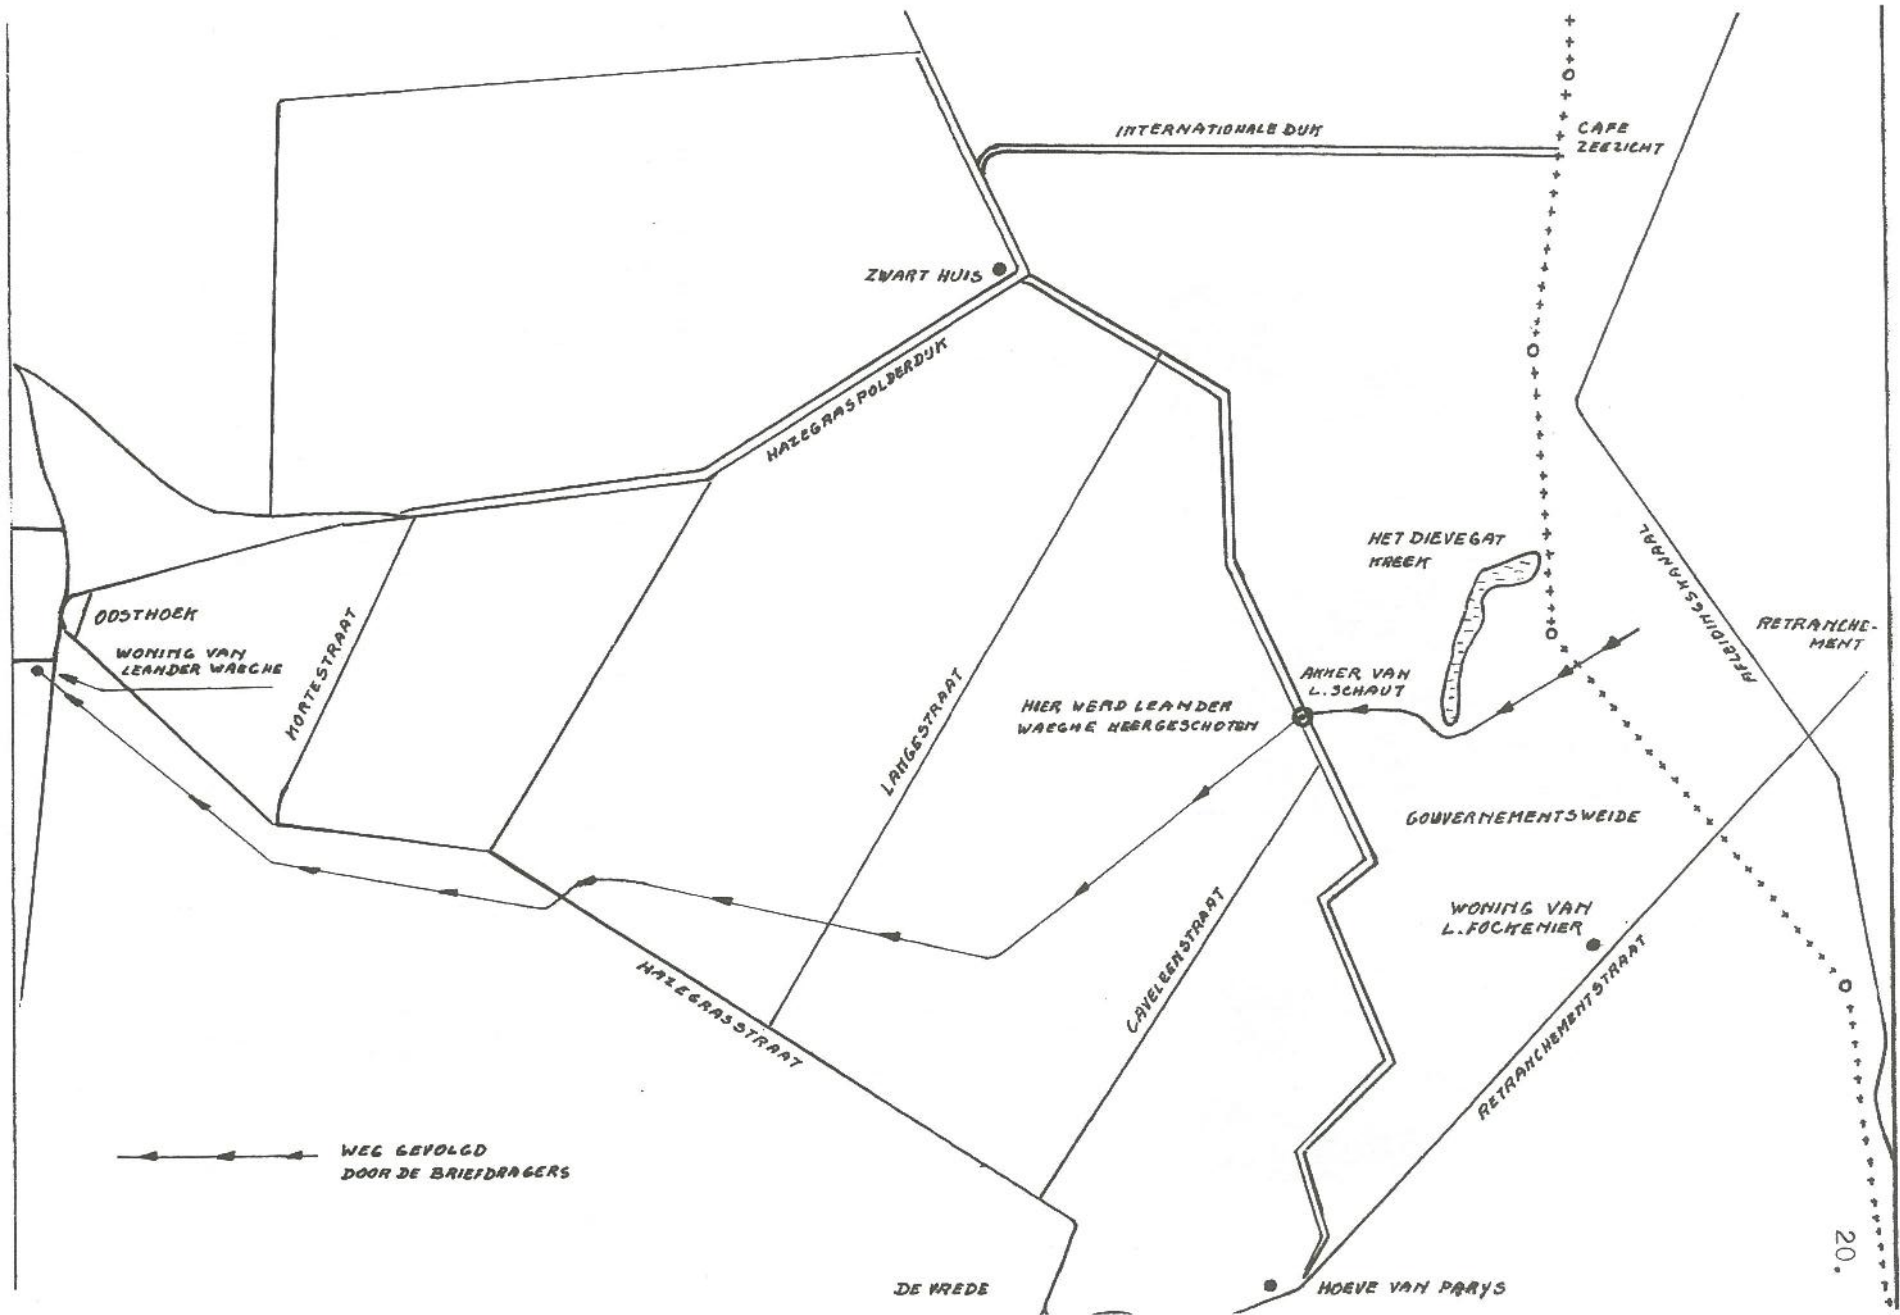 INTERNATIONALE DIJK
CAFE
ZEEZICHT
ZWART HUIS
HAZEGRASPOLDERDIJK
HET DIEVEGAT
KREEK
AFLEIDINGSKANAAL
RETRANCHE-
MENT
OOSTHOEK
WONING VAN
LEANDER WAEGHE
KORTESTRAAT
LANGESTRAAT
HIER WERD LEANDER
WAEGHE NEERGESCHOTEN
AKKER VAN
L. SCHAUT
GOUVERNEMENTSWEIDE
WONING VAN
L. FOCKENIER
CAVELEENSTRAAT
HAZEGRASSTRAAT
RETRANCHEMENTSTRAAT
WEG GEVOLGD
DOOR DE BRIEFDRAGERS
DE VREDE
HOEVE VAN PARYS
20.